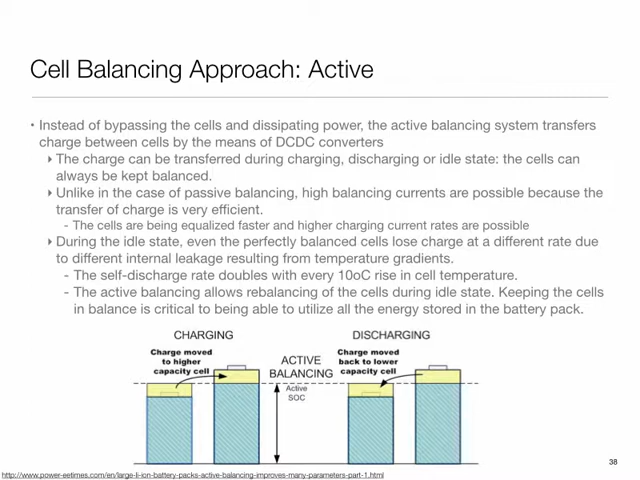 Cell Balancing Approach: Active
• Instead of bypassing the cells and dissipating power, the active balancing system transfers
charge between cells by the means of DCDC converters
‣ The charge can be transferred during charging, discharging or idle state: the cells can
always be kept balanced.
‣ Unlike in the case of passive balancing, high balancing currents are possible because the
transfer of charge is very efficient.
- The cells are being equalized faster and higher charging current rates are possible
‣ During the idle state, even the perfectly balanced cells lose charge at a different rate due
to different internal leakage resulting from temperature gradients.
- The self-discharge rate doubles with every 10oC rise in cell temperature.
- The active balancing allows rebalancing of the cells during idle state. Keeping the cells
in balance is critical to being able to utilize all the energy stored in the battery pack.
CHARGING
Charge moved
to higher
capacity cell
ACTIVE
BALANCING
Active
SOC
DISCHARGING
Charge moved
back to lower
capacity cell
38
http://www.power-eetimes.com/en/large-li-ion-battery-packs-active-balancing-improves-many-parameters-part-1.html